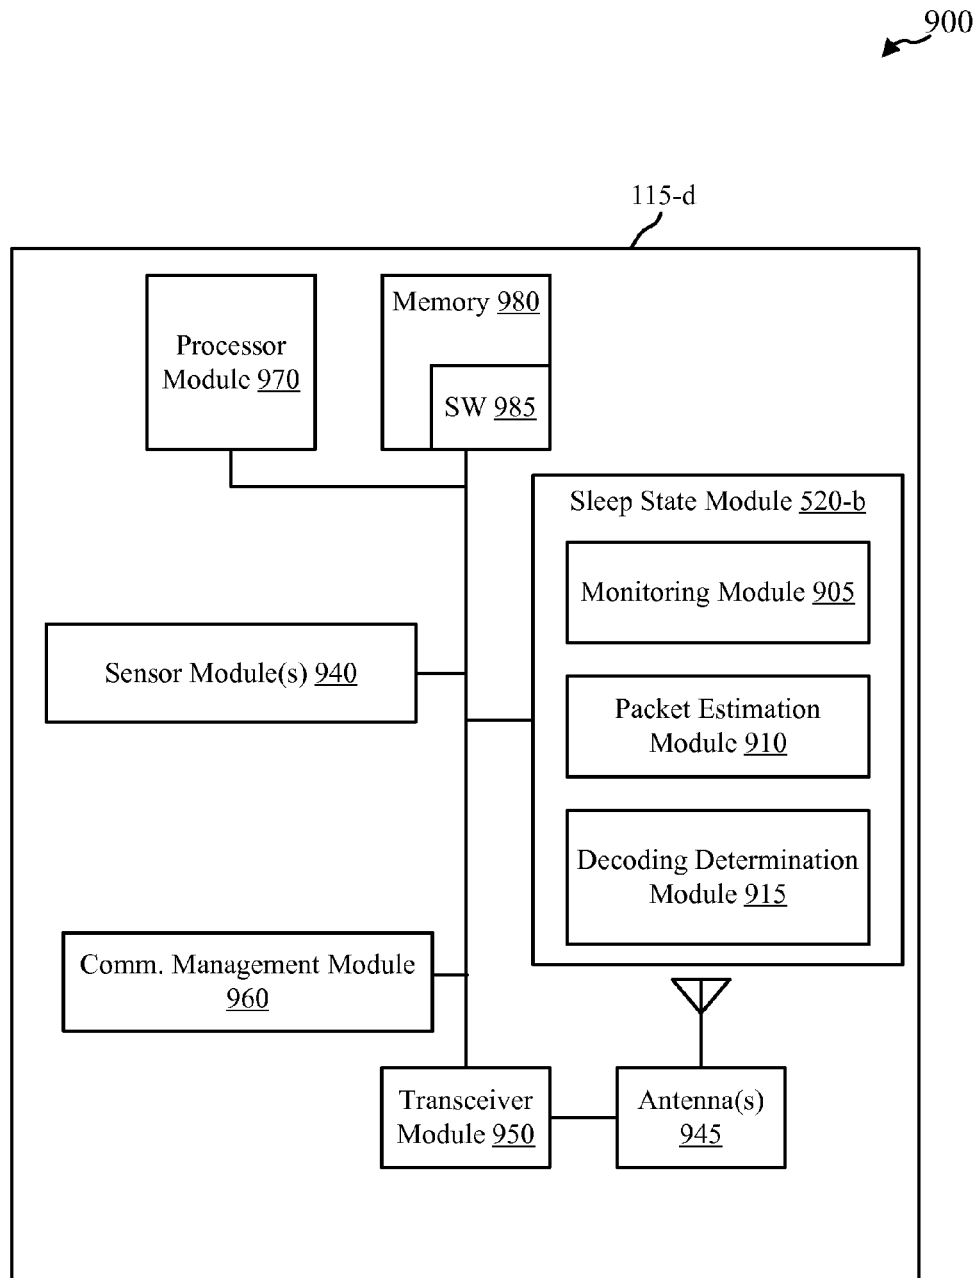 900
115-d
Processor
Module 970
Memory 980
SW 985
Sleep State Module 520-b
Monitoring Module 905
Packet Estimation
Module 910
Decoding Determination
Module 915
Sensor Module(s) 940
Comm. Management Module
960
Transceiver
Module 950
Antenna(s)
945